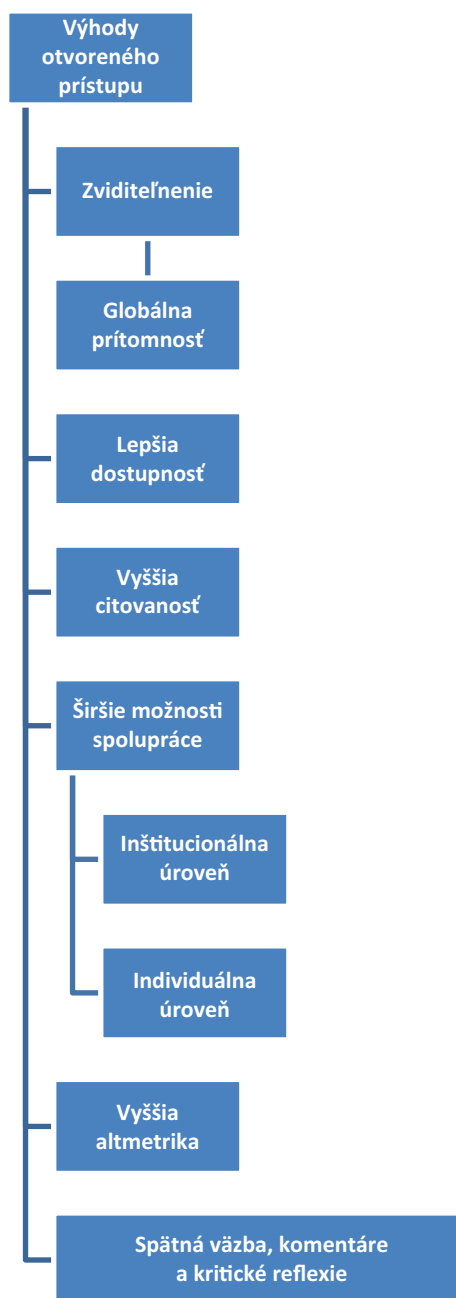 Výhody
otvoreného
prístupu
Zviditeľnenie
Globálna
prítomnosť
Lepšia
dostupnosť
Vyššia
citovanosť
Širšie možnosti
spolupráce
Inštitucionálna
úroveň
Individuálna
úroveň
Vyššia
altmetrika
Spätná väzba, komentáre
a kritické reflexie